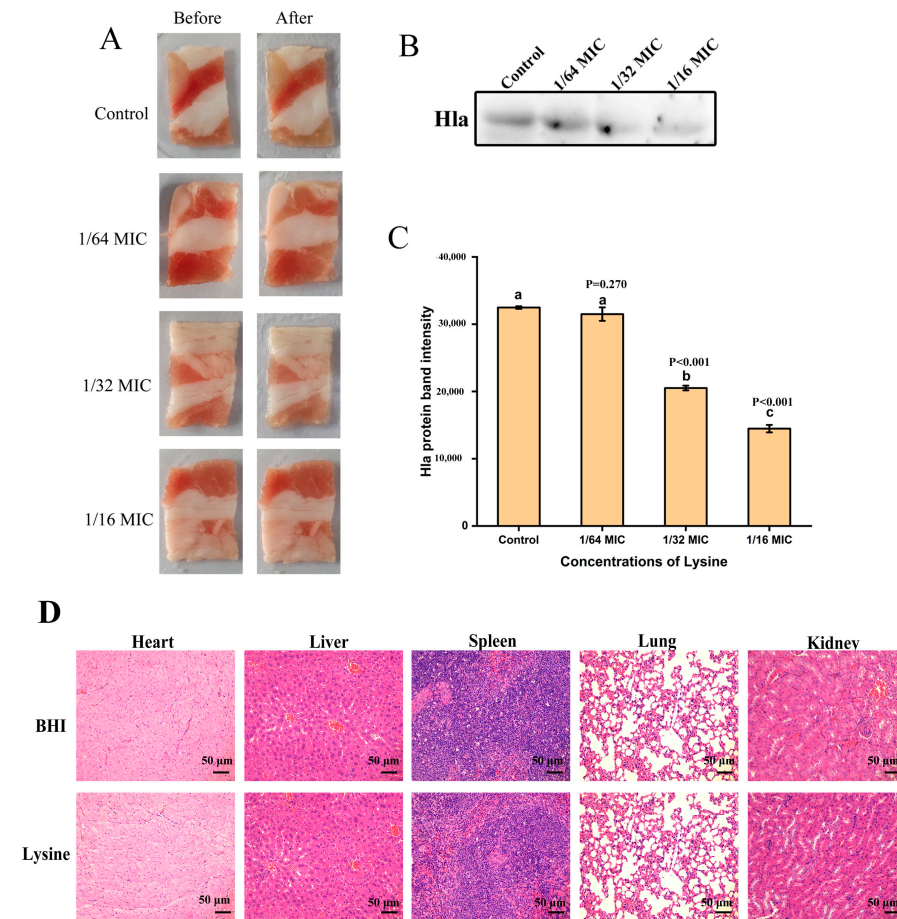 A
Before After
Control
1/64 MIC
1/32 MIC
1/16 MIC
B
Control 1/64 MIC 1/32 MIC 1/16 MIC
Hla
C
40,000
30,000
20,000
10,000
0
Hla protein band intensity
a
P=0.270
a
P<0.001
b
P<0.001
c
Control 1/64 MIC 1/32 MIC 1/16 MIC
Concentrations of Lysine
D
Heart Liver Spleen Lung Kidney
BHI
50 μm 50 μm 50 μm 50 μm 50 μm
Lysine
50 μm 50 μm 50 μm 50 μm 50 μm